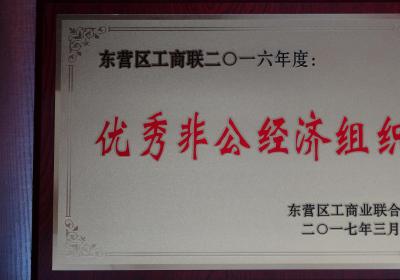 东营区工商联二〇一六年度：
优秀非公经济组织
东营区工商业联合
二〇一七年三月